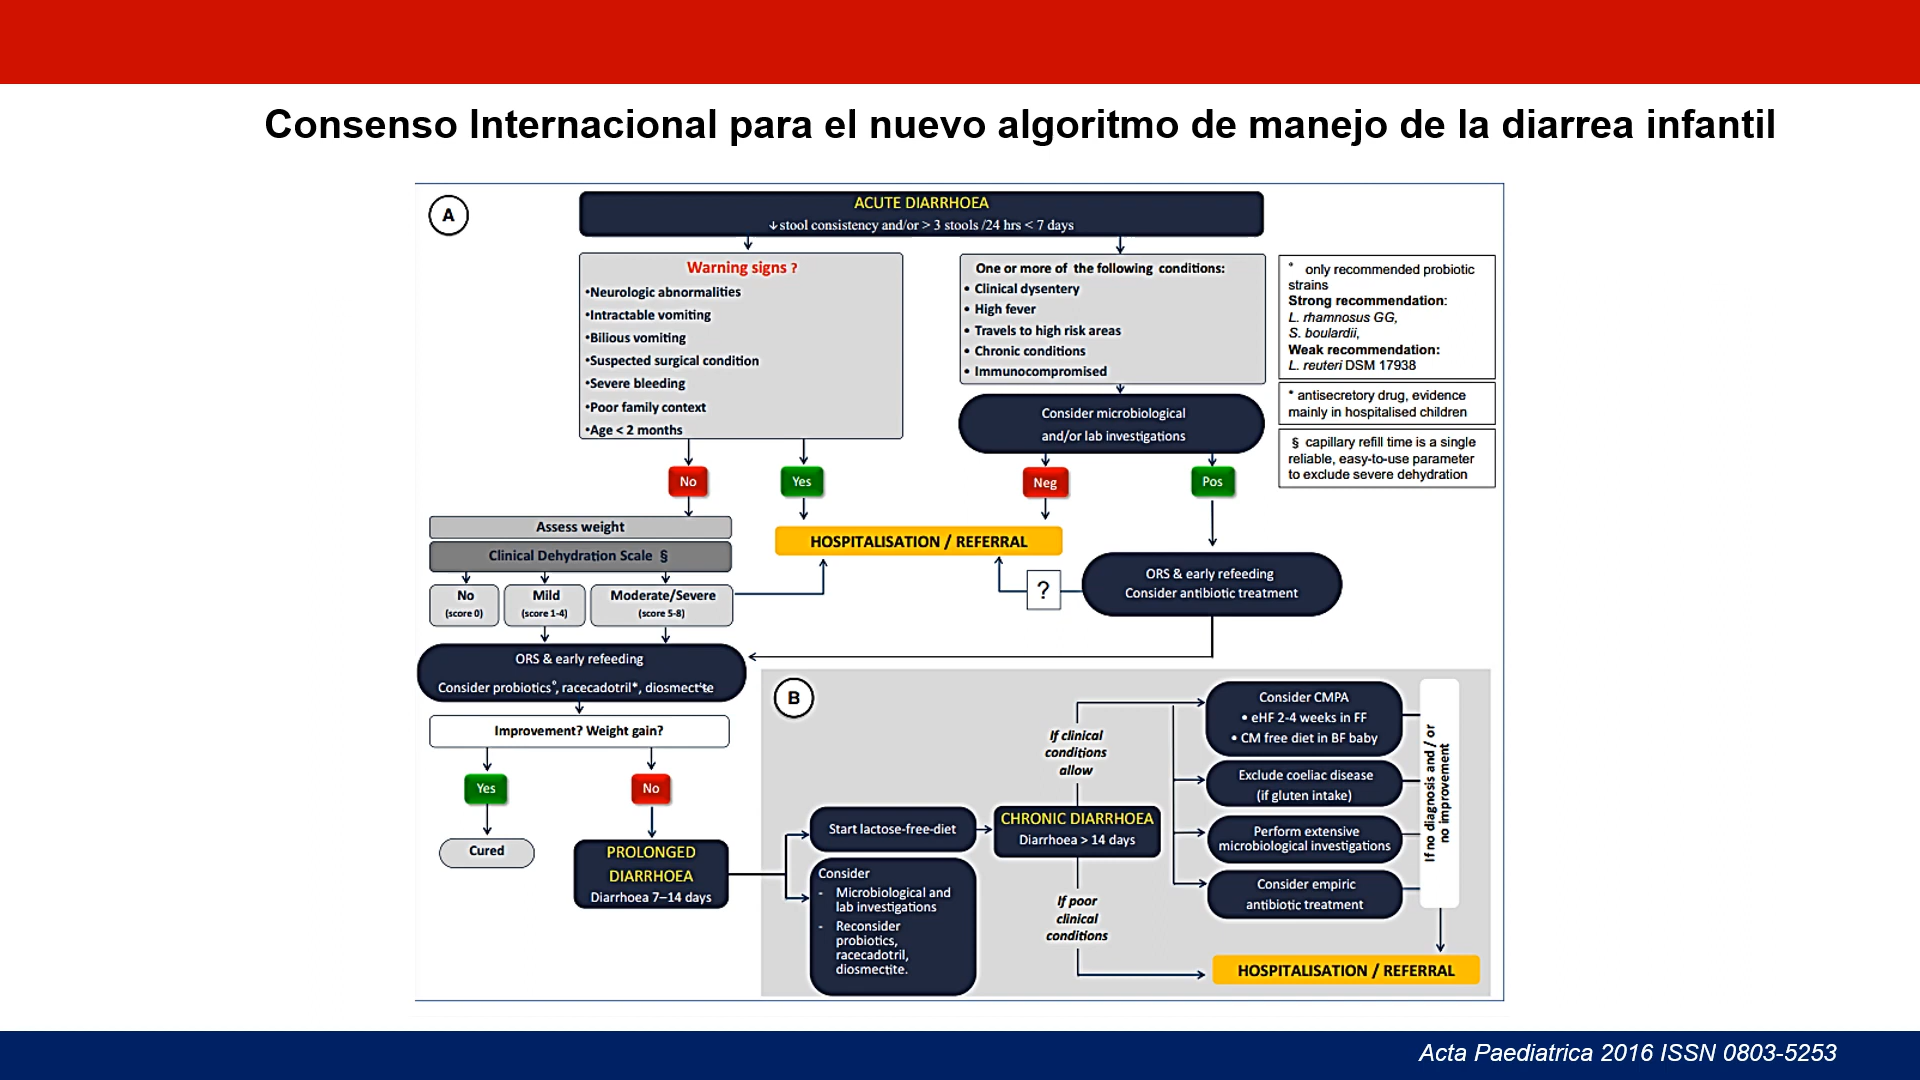 Consenso Internacional para el nuevo algoritmo de manejo de la diarrea infantil
A
ACUTE DIARRHOEA
↓stool consistency and/or > 3 stools /24 hrs < 7 days
Warning signs ?
•Neurologic abnormalities
•Intractable vomiting
•Bilious vomiting
•Suspected surgical condition
•Severe bleeding
•Poor family context
•Age < 2 months
One or more of the following conditions:
• Clinical dysentery
• High fever
• Travels to high risk areas
• Chronic conditions
• Immunocompromised
° only recommended probiotic
strains
Strong recommendation:
L. rhamnosus GG,
S. boulardii,
Weak recommendation:
L. reuteri DSM 17938
* antisecretory drug, evidence
mainly in hospitalised children
§ capillary refill time is a single
reliable, easy-to-use parameter
to exclude severe dehydration
Consider microbiological
and/or lab investigations
No
Yes
Neg
Pos
Assess weight
Clinical Dehydration Scale §
HOSPITALISATION / REFERRAL
No
(score 0)
Mild
(score 1-4)
Moderate/Severe
(score 5-8)
?
ORS & early refeeding
Consider antibiotic treatment
ORS & early refeeding
Consider probiotics°, racecadotril*, diosmectite
Improvement? Weight gain?
Yes
No
Cured
PROLONGED
DIARRHOEA
Diarrhoea 7–14 days
B
Start lactose-free-diet
Consider
- Microbiological and
lab investigations
- Reconsider
probiotics,
racecadotril,
diosmectite.
If clinical
conditions
allow
CHRONIC DIARRHOEA
Diarrhoea > 14 days
If poor
clinical
conditions
Consider CMPA
• eHF 2-4 weeks in FF
• CM free diet in BF baby
Exclude coeliac disease
(if gluten intake)
Perform extensive
microbiological investigations
Consider empiric
antibiotic treatment
If no diagnosis and / or
no improvement
HOSPITALISATION / REFERRAL
Acta Paediatrica 2016 ISSN 0803-5253